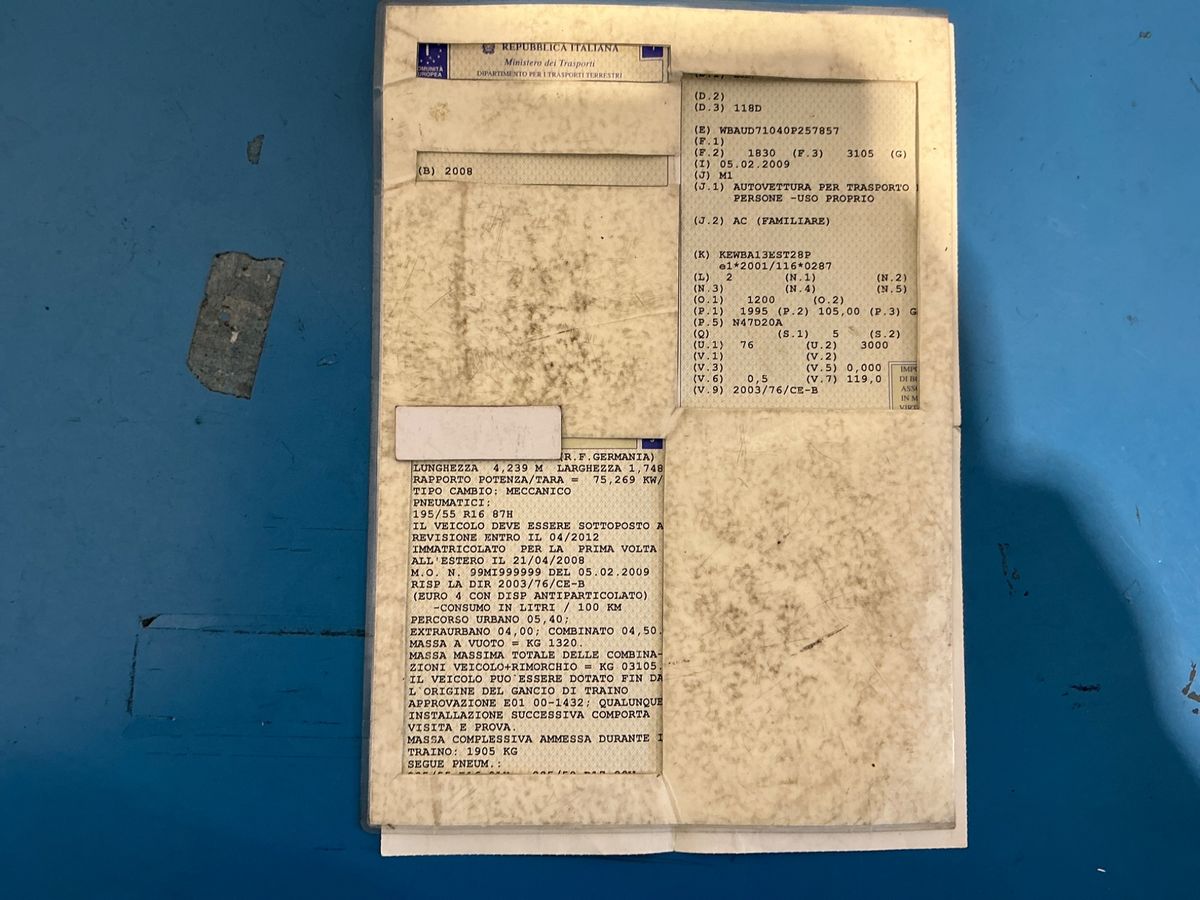 COMUNITÀ
EUROPEA
REPUBBLICA ITALIANA
Ministero dei Trasporti
DIPARTIMENTO PER I TRASPORTI TERRESTRI
(B) 2008
(D.2)
(D.3) 118D
(E) WBAUD71040P257857
(F.1)
(F.2) 1830 (F.3) 3105 (G)
(I) 05.02.2009
(J) M1
(J.1) AUTOVETTURA PER TRASPORTO
PERSONE -USO PROPRIO
(J.2) AC (FAMILIARE)
(K) KEWBA13EST28P
e1*2001/116*0287
(L) 2 (N.1) (N.2)
(N.3) (N.4) (N.5)
(O.1) 1200 (O.2)
(P.1) 1995 (P.2) 105,00 (P.3) G
(P.5) N47D20A
(Q) (S.1) 5 (S.2)
(U.1) 76 (U.2) 3000
(V.1) (V.2)
(V.3) (V.5) 0,000
(V.6) 0,5 (V.7) 119,0
(V.9) 2003/76/CE-B
(R.F.GERMANIA)
LUNGHEZZA 4,239 M LARGHEZZA 1,748
RAPPORTO POTENZA/TARA = 75,269 KW/
TIPO CAMBIO: MECCANICO
PNEUMATICI:
195/55 R16 87H
IL VEICOLO DEVE ESSERE SOTTOPOSTO A
REVISIONE ENTRO IL 04/2012
IMMATRICOLATO PER LA PRIMA VOLTA
ALL'ESTERO IL 21/04/2008
M.O. N. 99MI999999 DEL 05.02.2009
RISP LA DIR 2003/76/CE-B
(EURO 4 CON DISP ANTIPARTICOLATO)
-CONSUMO IN LITRI / 100 KM
PERCORSO URBANO 05,40;
EXTRAURBANO 04,00; COMBINATO 04,50.
MASSA A VUOTO = KG 1320.
MASSA MASSIMA TOTALE DELLE COMBINA-
ZIONI VEICOLO+RIMORCHIO = KG 03105.
IL VEICOLO PUO'ESSERE DOTATO FIN DA
L'ORIGINE DEL GANCIO DI TRAINO
APPROVAZIONE E01 00-1432; QUALUNQUE
INSTALLAZIONE SUCCESSIVA COMPORTA
VISITA E PROVA.
MASSA COMPLESSIVA AMMESSA DURANTE I
TRAINO: 1905 KG
SEGUE PNEUM.: